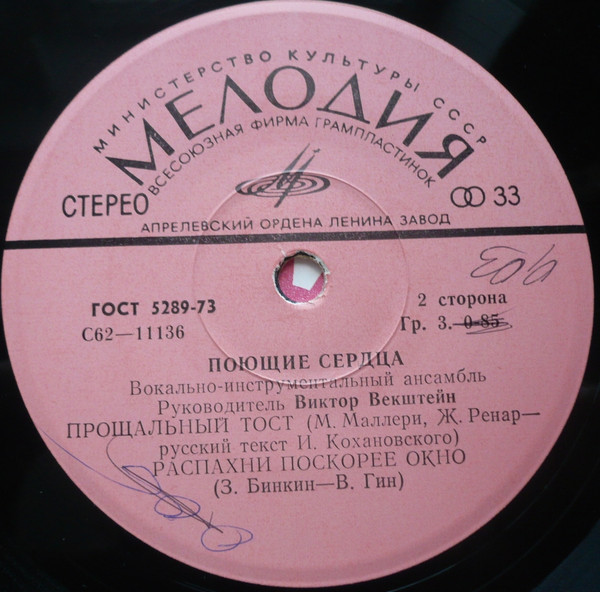 МИНИСТЕРСТВО КУЛЬТУРЫ СССР
МЕЛОДИЯ
ВСЕСОЮЗНАЯ ФИРМА ГРАМПЛАСТИНОК
СТЕРЕО
33
АПРЕЛЕВСКИЙ ОРДЕНА ЛЕНИНА ЗАВОД
ГОСТ 5289-73
2 сторона
С62—11136
Гр. 3. 0-85
ПОЮЩИЕ СЕРДЦА
Вокально-инструментальный ансамбль
Руководитель Виктор Векштейн
ПРОЩАЛЬНЫЙ ТОСТ (М. Маллери, Ж. Ренар—
русский текст И. Кохановского)
РАСПАХНИ ПОСКОРЕЕ ОКНО
(З. Бинкин—В. Гин)